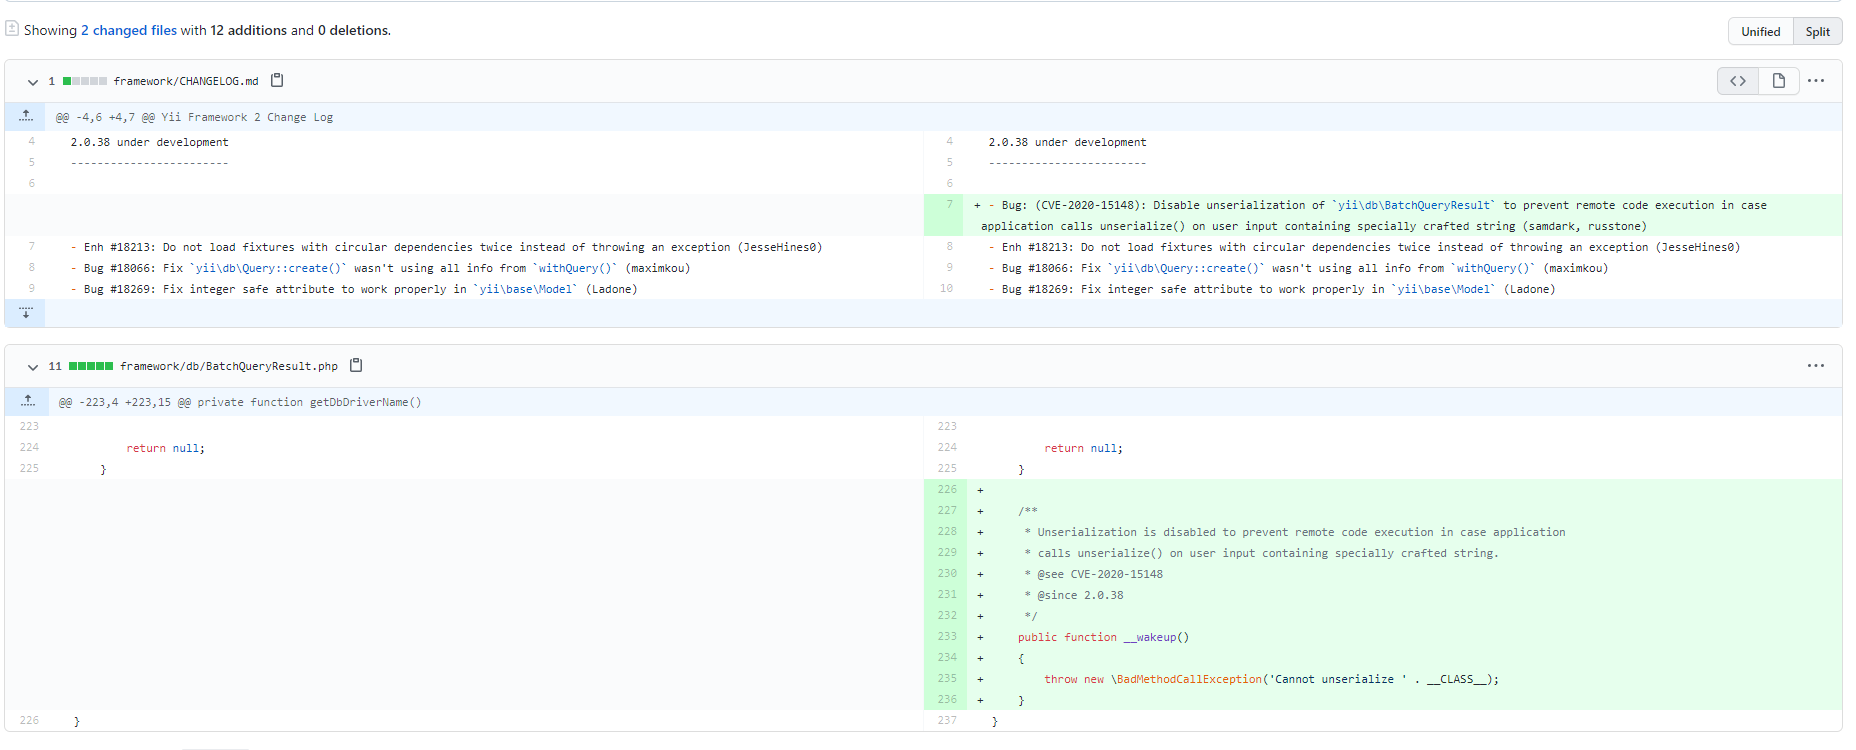 Showing 2 changed files with 12 additions and 0 deletions.
Unified Split
1 framework/CHANGELOG.md
@@ -4,6 +4,7 @@ Yii Framework 2 Change Log
4 2.0.38 under development
5 ------------------------
6
7 - Enh #18213: Do not load fixtures with circular dependencies twice instead of throwing an exception (JesseHines0)
8 - Bug #18066: Fix `yii\db\Query::create()` wasn't using all info from `withQuery()` (maximkou)
9 - Bug #18269: Fix integer safe attribute to work properly in `yii\base\Model` (Ladone)
4 2.0.38 under development
5 ------------------------
6
7 + - Bug: (CVE-2020-15148): Disable unserialization of `yii\db\BatchQueryResult` to prevent remote code execution in case
application calls unserialize() on user input containing specially crafted string (samdark, russtone)
8 - Enh #18213: Do not load fixtures with circular dependencies twice instead of throwing an exception (JesseHines0)
9 - Bug #18066: Fix `yii\db\Query::create()` wasn't using all info from `withQuery()` (maximkou)
10 - Bug #18269: Fix integer safe attribute to work properly in `yii\base\Model` (Ladone)
11 framework/db/BatchQueryResult.php
@@ -223,4 +223,15 @@ private function getDbDriverName()
223
224 return null;
225 }
226 }
223
224 return null;
225 }
226 +
227 + /**
228 + * Unserialization is disabled to prevent remote code execution in case application
229 + * calls unserialize() on user input containing specially crafted string.
230 + * @see CVE-2020-15148
231 + * @since 2.0.38
232 + */
233 + public function __wakeup()
234 + {
235 + throw new \BadMethodCallException('Cannot unserialize ' . __CLASS__);
236 + }
237 }